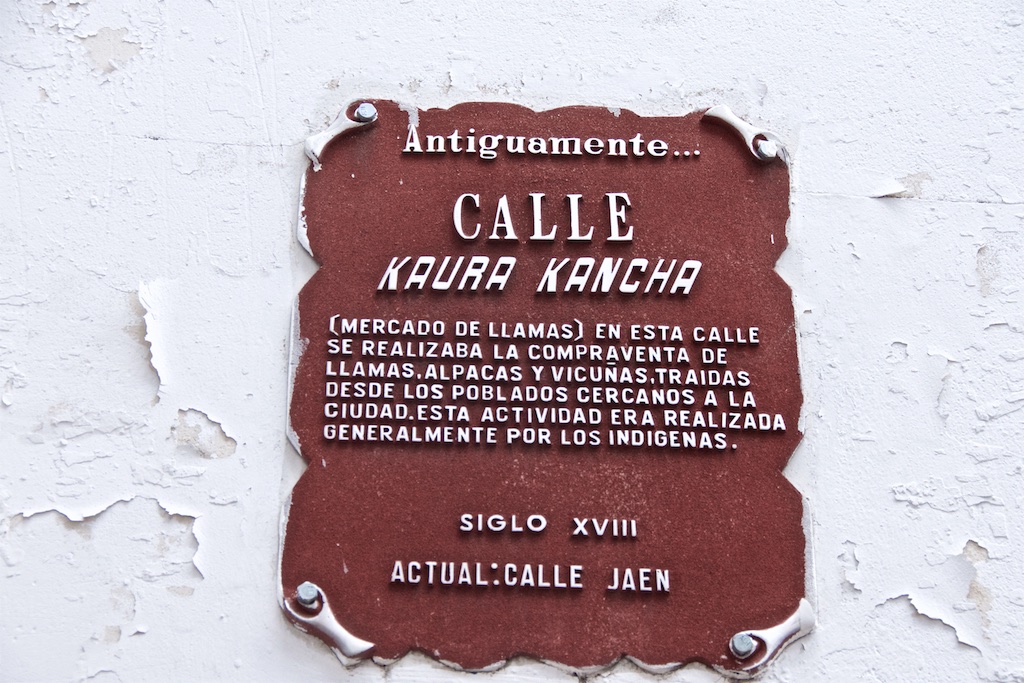 Antiguamente...
CALLE
KAURA KANCHA
(MERCADO DE LLAMAS) EN ESTA CALLE
SE REALIZABA LA COMPRAVENTA DE
LLAMAS,ALPACAS Y VICUÑAS,TRAIDAS
DESDE LOS POBLADOS CERCANOS A LA
CIUDAD.ESTA ACTIVIDAD ERA REALIZADA
GENERALMENTE POR LOS INDIGENAS.
SIGLO XVIII
ACTUAL:CALLE JAEN